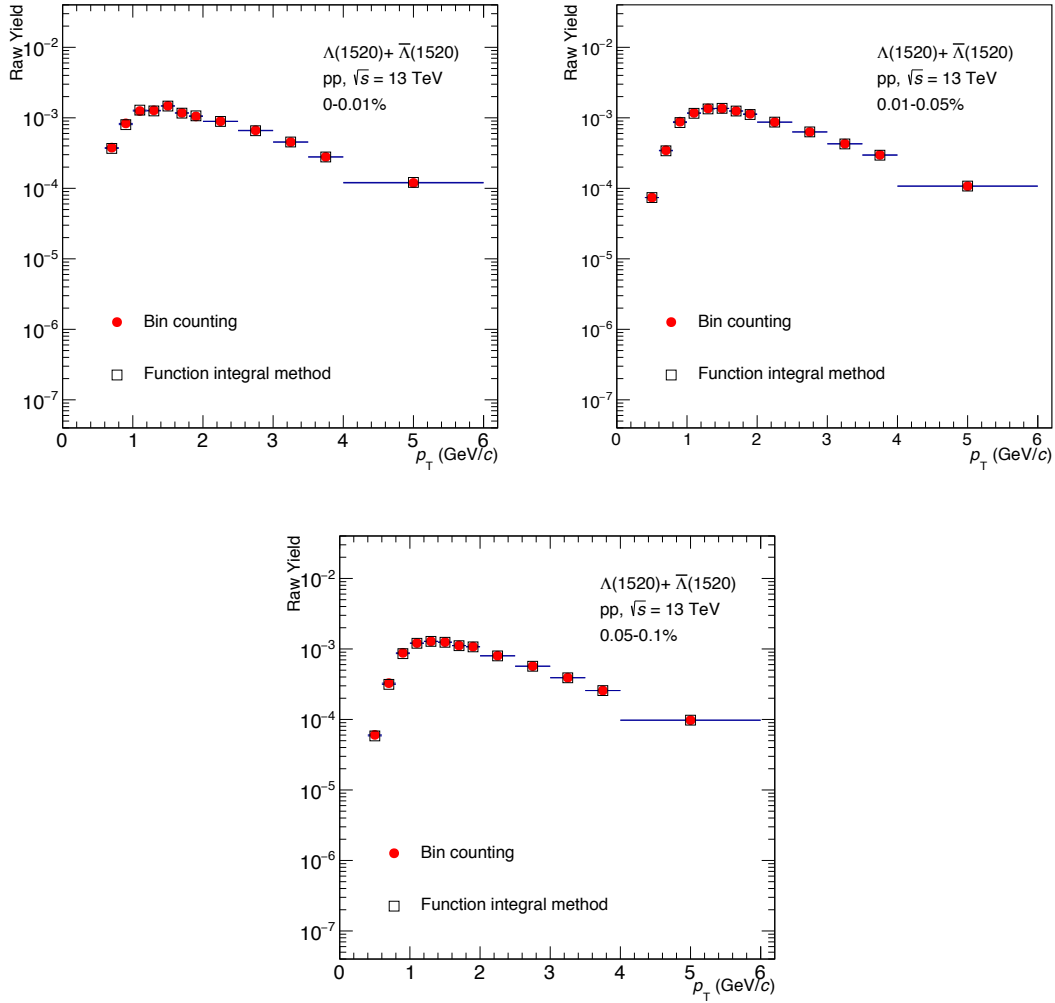 Raw Yield
Λ(1520)+ Λ̅(1520)
pp, √s = 13 TeV
0-0.01%
10⁻²
10⁻³
10⁻⁴
10⁻⁵
10⁻⁶
10⁻⁷
Bin counting
Function integral method
0 1 2 3 4 5 6
p_T (GeV/c)
Raw Yield
Λ(1520)+ Λ̅(1520)
pp, √s = 13 TeV
0.01-0.05%
10⁻²
10⁻³
10⁻⁴
10⁻⁵
10⁻⁶
10⁻⁷
Bin counting
Function integral method
0 1 2 3 4 5 6
p_T (GeV/c)
Raw Yield
Λ(1520)+ Λ̅(1520)
pp, √s = 13 TeV
0.05-0.1%
10⁻²
10⁻³
10⁻⁴
10⁻⁵
10⁻⁶
10⁻⁷
Bin counting
Function integral method
0 1 2 3 4 5 6
p_T (GeV/c)